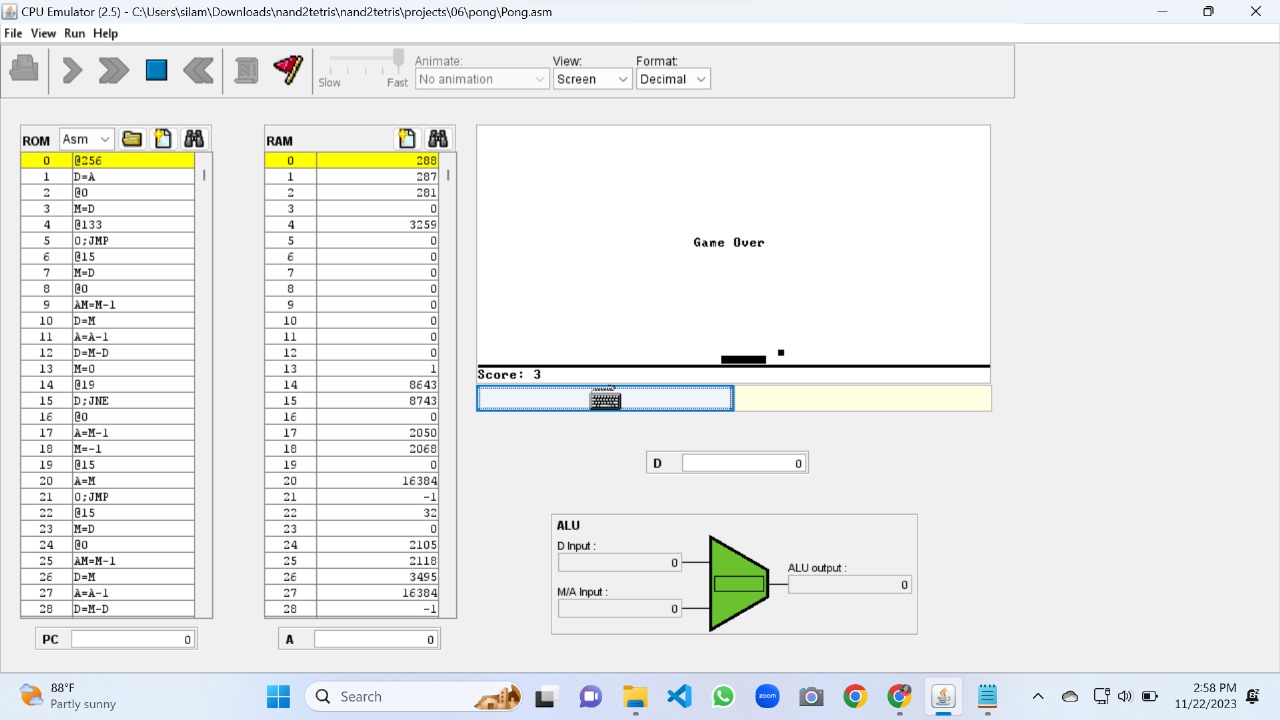 CPU Emulator (2.5) - C:\Users\silam\Downloads\nand2tetris\nand2tetris\projects\06\pong\Pong.asm
File View Run Help
Slow Fast
Animate:
No animation
View:
Screen
Format:
Decimal
ROM Asm
0 @256
1 D=A
2 @0
3 M=D
4 @133
5 0;JMP
6 @15
7 M=D
8 @0
9 AM=M-1
10 D=M
11 A=A-1
12 D=M-D
13 M=0
14 @19
15 D;JNE
16 @0
17 A=M-1
18 M=-1
19 @15
20 A=M
21 0;JMP
22 @15
23 M=D
24 @0
25 AM=M-1
26 D=M
27 A=A-1
28 D=M-D
PC 0
RAM
0 288
1 287
2 281
3 0
4 3259
5 0
6 0
7 0
8 0
9 0
10 0
11 0
12 0
13 1
14 8643
15 8743
16 0
17 2050
18 2068
19 0
20 16384
21 -1
22 32
23 0
24 2105
25 2118
26 3495
27 16384
28 -1
A 0
Game Over
Score: 3
D 0
ALU
D Input :
0
M/A Input :
0
ALU output :
0
88°F
Partly sunny
Search
zoom
2:58 PM
11/22/2023